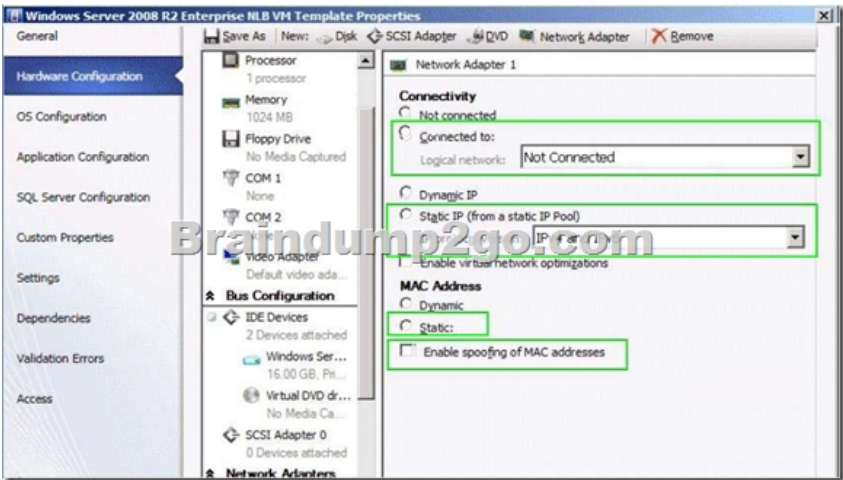 Windows Server 2008 R2 Enterprise NLB VM Template Properties
General
Hardware Configuration
OS Configuration
Application Configuration
SQL Server Configuration
Custom Properties
Settings
Dependencies
Validation Errors
Access
Save As New: Disk SCSI Adapter DVD Network Adapter Remove
Processor
1 processor
Memory
1024 MB
Floppy Drive
No Media Captured
COM 1
None
COM 2
Video Adapter
Default video ada...
Bus Configuration
IDE Devices
2 Devices attached
Windows Ser...
16.00 GB, Pri...
Virtual DVD dr...
No Media Ca...
SCSI Adapter 0
0 Devices attached
Network Adapters
Network Adapter 1
Connectivity
Not connected
Connected to:
Logical network: Not Connected
Dynamic IP
Static IP (from a static IP Pool)
Enable virtual network optimizations
MAC Address
Dynamic
Static:
Enable spoofing of MAC addresses
Braindump2go.com